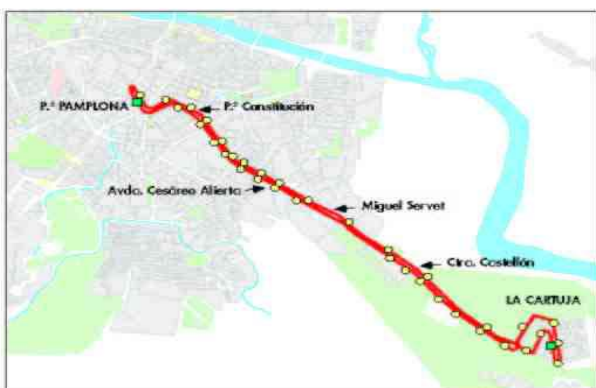 P.º PAMPLONA
P.º Constitución
Avda. Cesáreo Alierta
Miguel Servet
Ctra. Castellón
LA CARTUJA